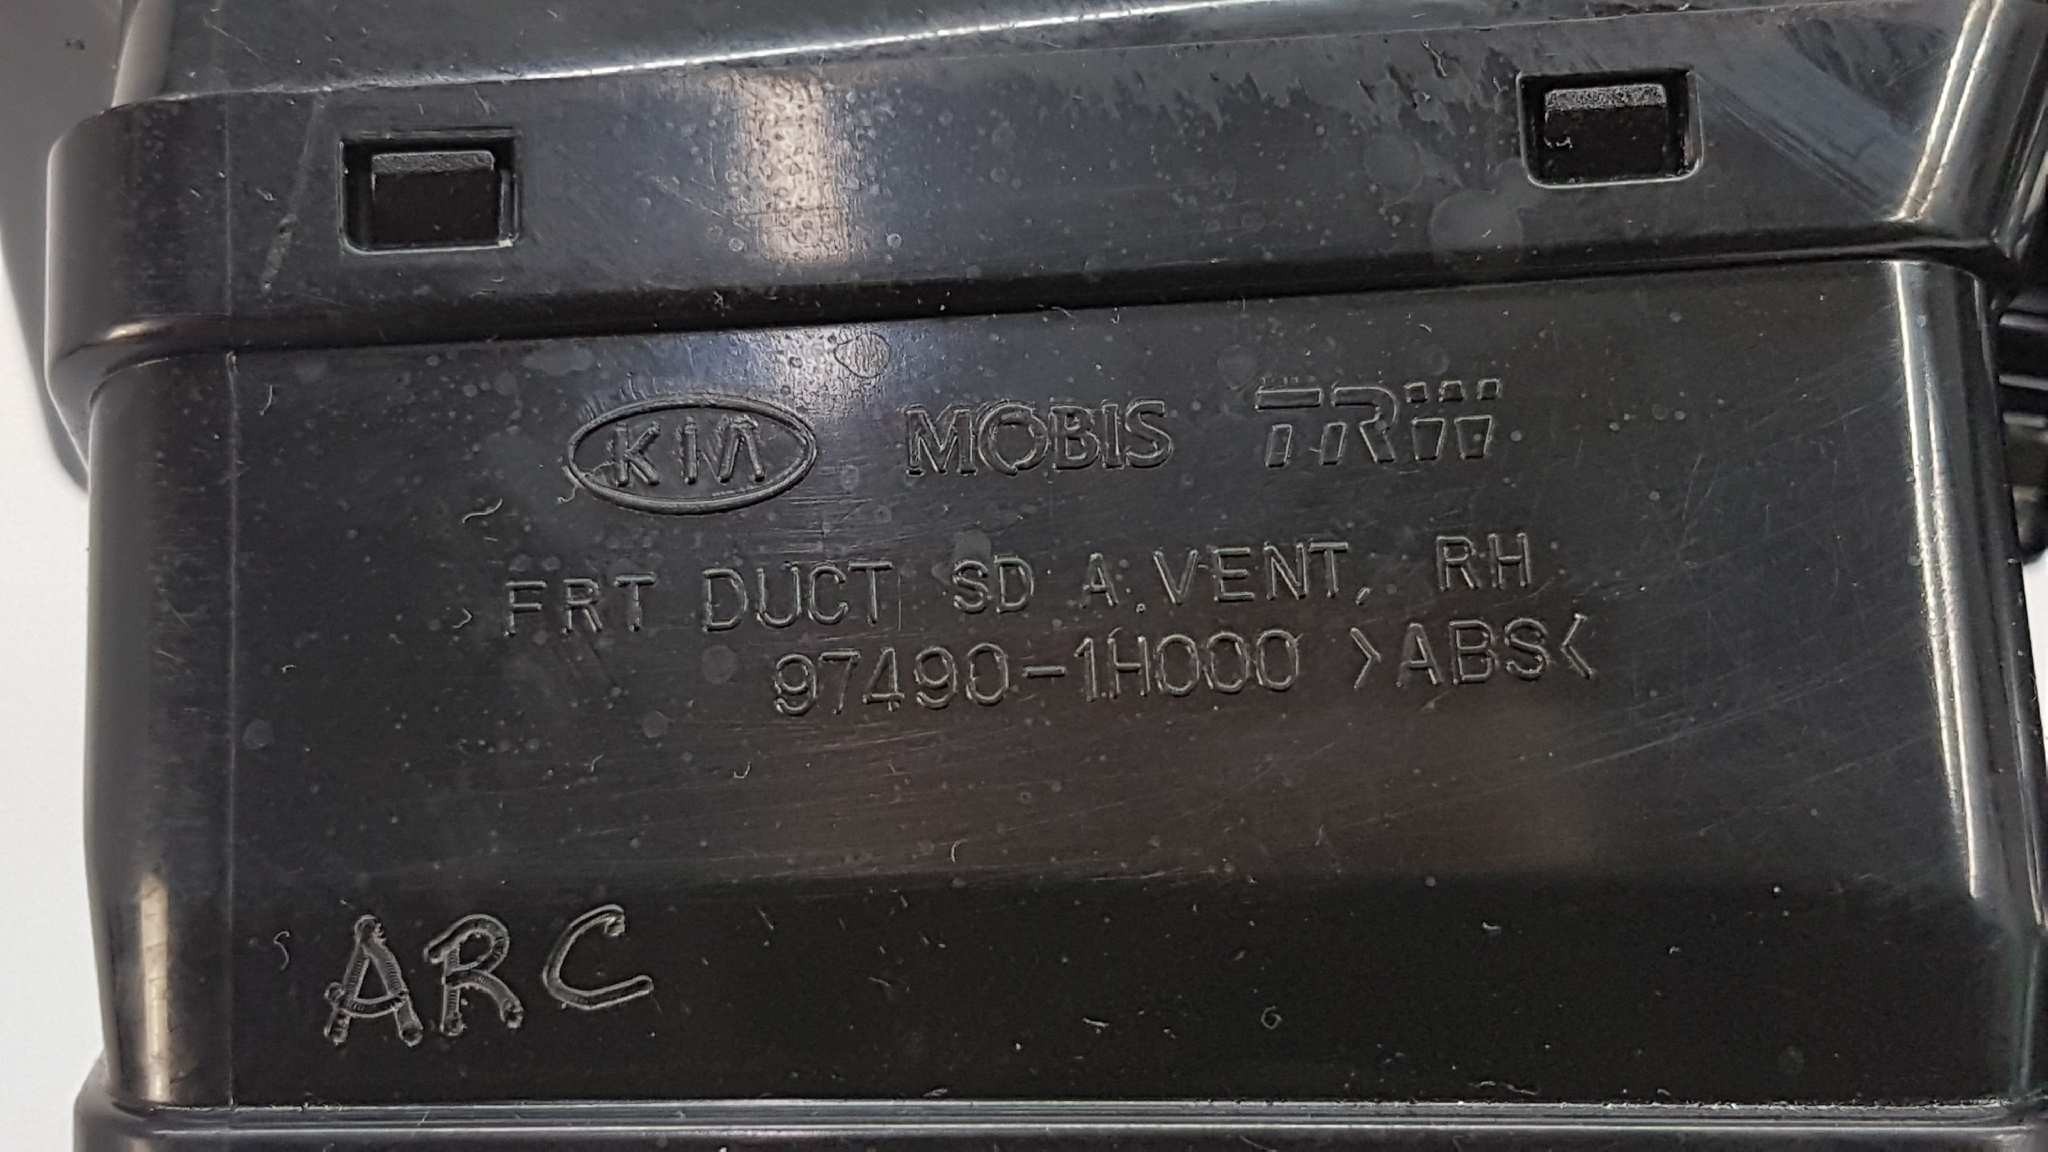 KIA MOBIS TRW
FRT DUCT SD A.VENT, RH
97490-1H000 >ABS<
ARC